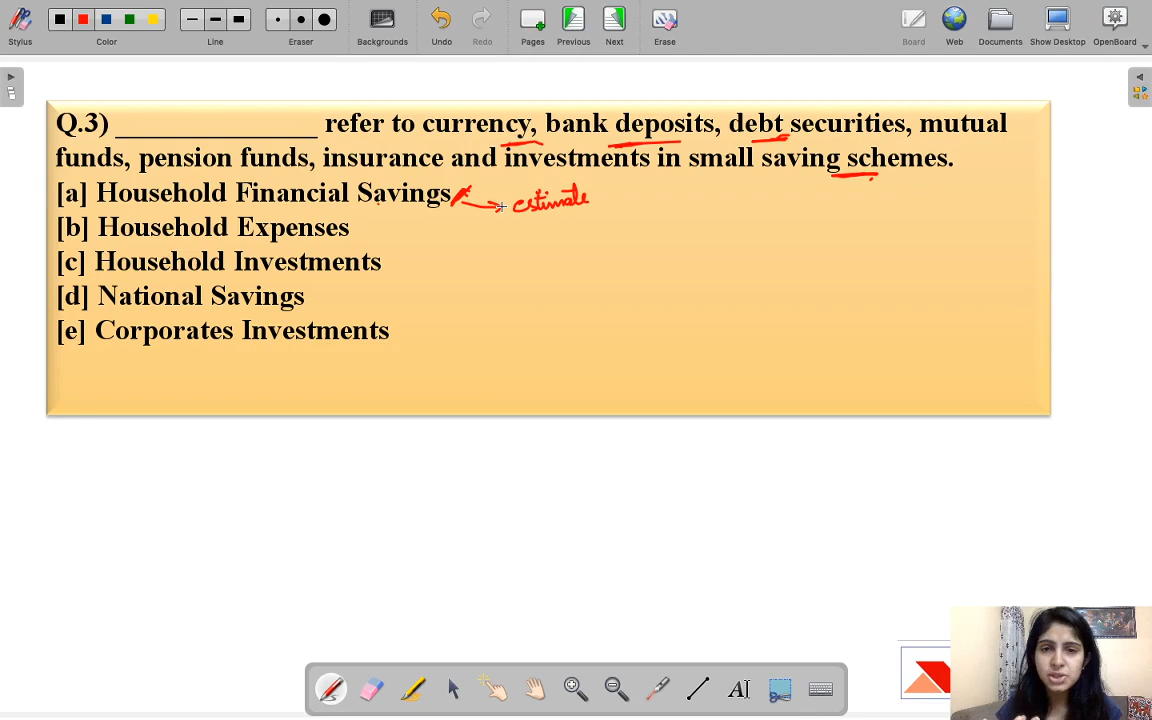 Stylus Color Line Eraser Backgrounds Undo Redo Pages Previous Next Erase Board Web Documents Show Desktop OpenBoard
Q.3) _______________ refer to currency, bank deposits, debt securities, mutual
funds, pension funds, insurance and investments in small saving schemes.
[a] Household Financial Savings estimate
[b] Household Expenses
[c] Household Investments
[d] National Savings
[e] Corporates Investments
AI